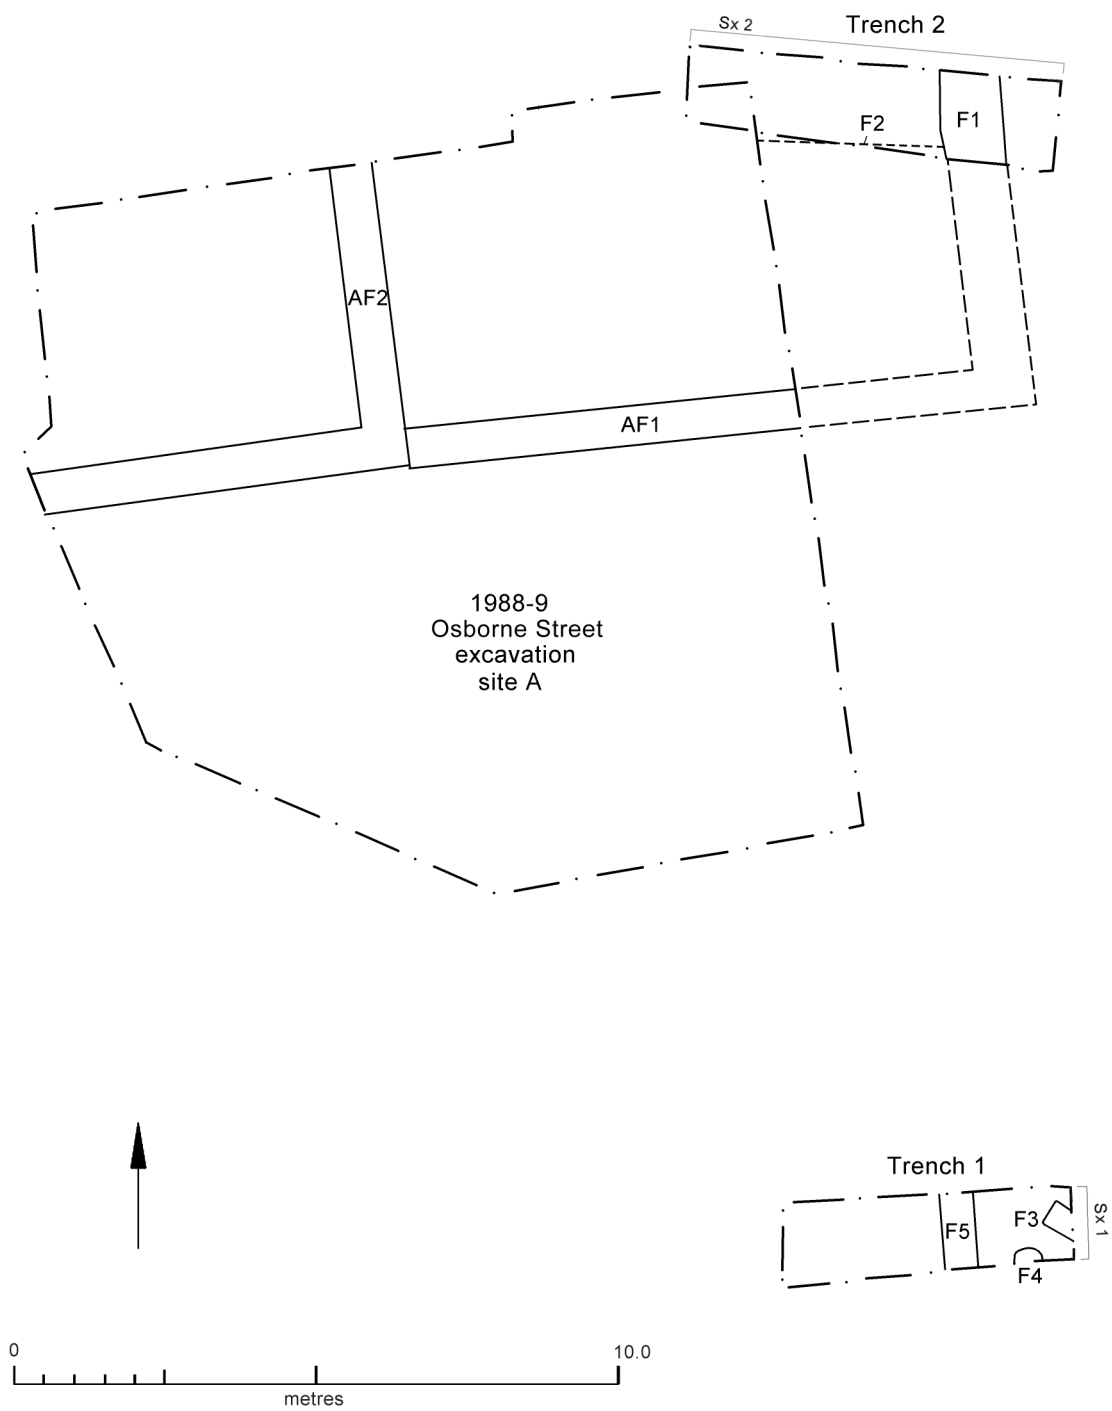 Sx 2
Trench 2
F1
F2
AF2
AF1
1988-9
Osborne Street
excavation
site A
Trench 1
F3
F5
F4
Sx 1
0
10.0
metres